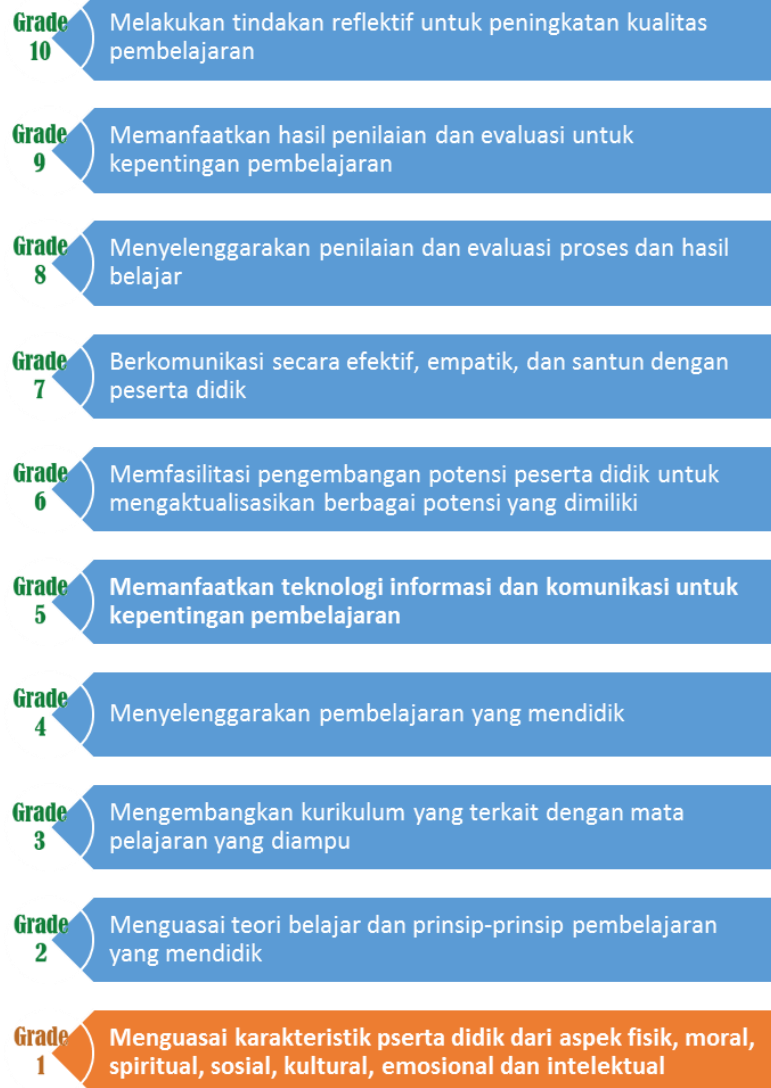 Grade
10
Melakukan tindakan reflektif untuk peningkatan kualitas
pembelajaran
Grade
9
Memanfaatkan hasil penilaian dan evaluasi untuk
kepentingan pembelajaran
Grade
8
Menyelenggarakan penilaian dan evaluasi proses dan hasil
belajar
Grade
7
Berkomunikasi secara efektif, empatik, dan santun dengan
peserta didik
Grade
6
Memfasilitasi pengembangan potensi peserta didik untuk
mengaktualisasikan berbagai potensi yang dimiliki
Grade
5
Memanfaatkan teknologi informasi dan komunikasi untuk
kepentingan pembelajaran
Grade
4
Menyelenggarakan pembelajaran yang mendidik
Grade
3
Mengembangkan kurikulum yang terkait dengan mata
pelajaran yang diampu
Grade
2
Menguasai teori belajar dan prinsip-prinsip pembelajaran
yang mendidik
Grade
1
Menguasai karakteristik pserta didik dari aspek fisik, moral,
spiritual, sosial, kultural, emosional dan intelektual